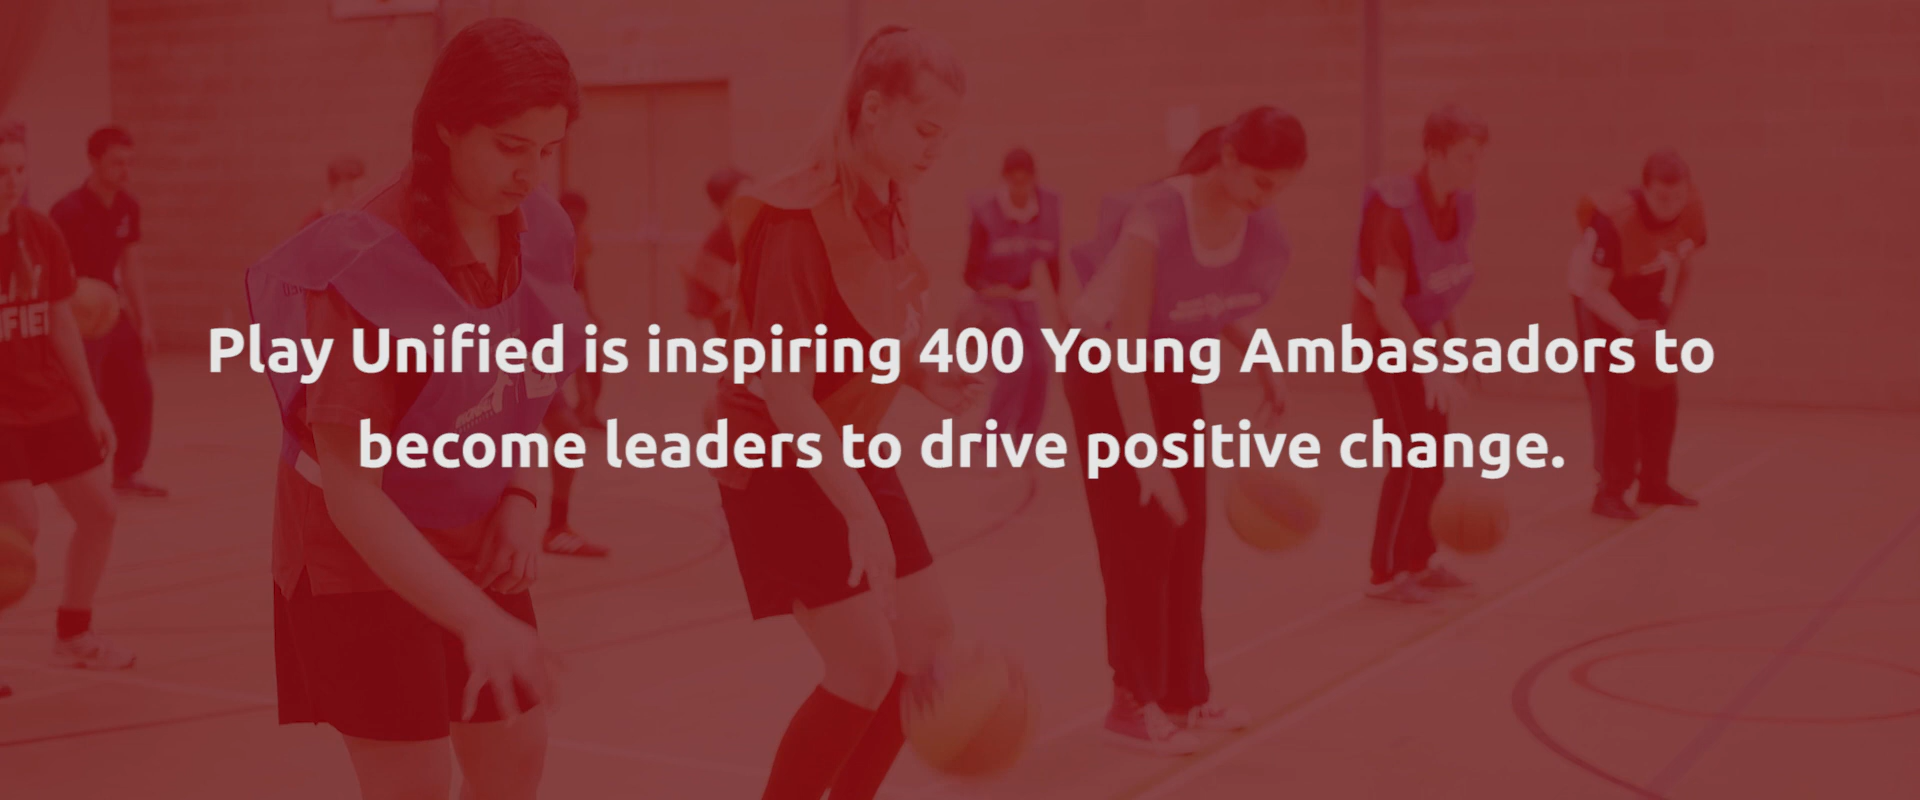 Play Unified is inspiring 400 Young Ambassadors to
become leaders to drive positive change.